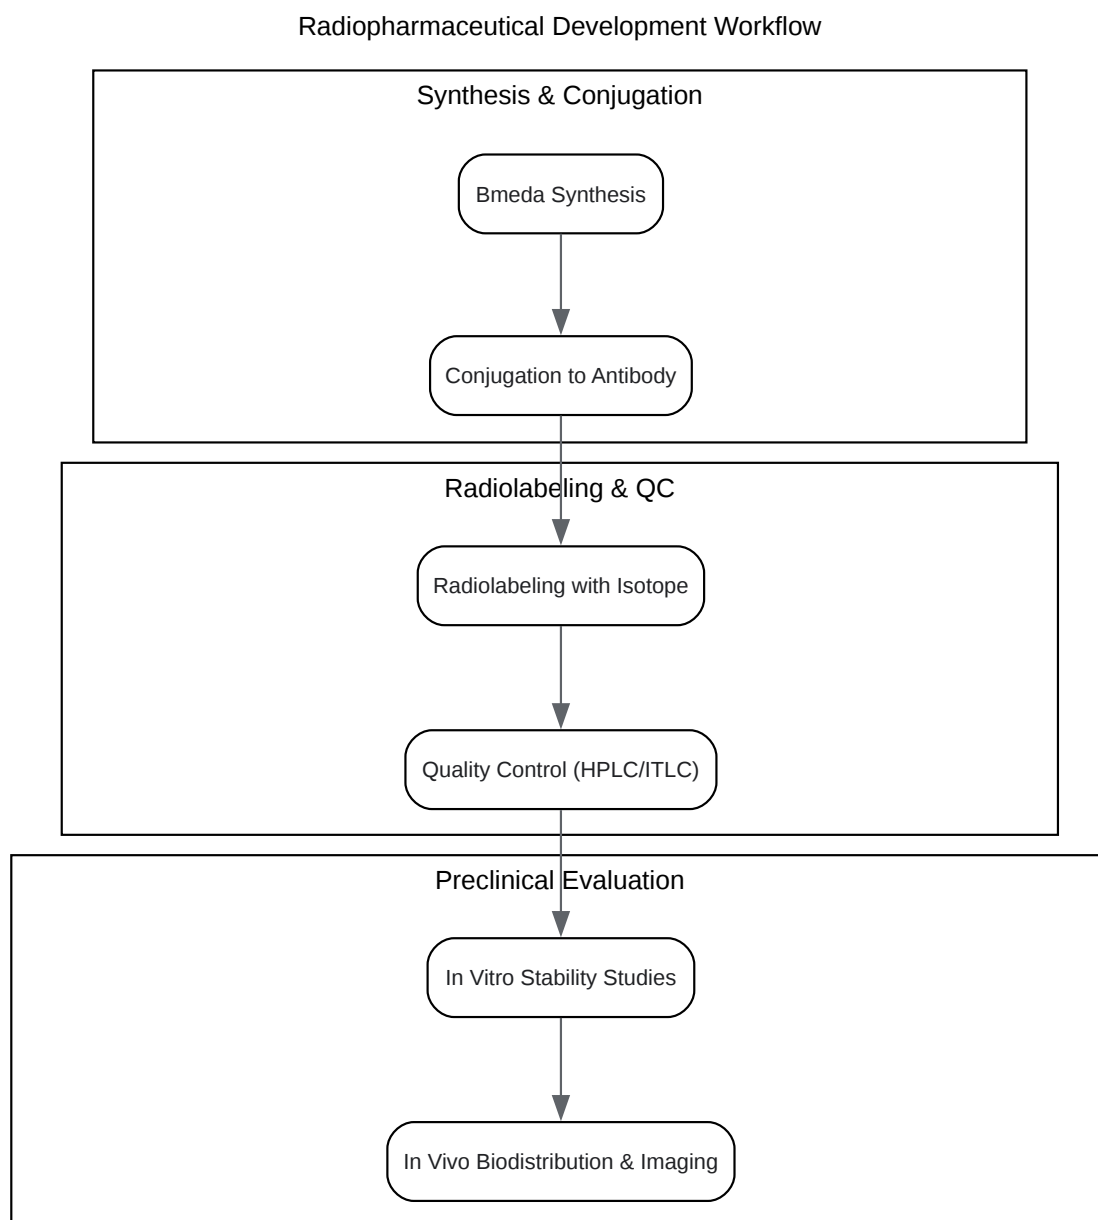 Radiopharmaceutical Development Workflow
Synthesis & Conjugation
Bmeda Synthesis
Conjugation to Antibody
Radiolabeling & QC
Radiolabeling with Isotope
Quality Control (HPLC/ITLC)
Preclinical Evaluation
In Vitro Stability Studies
In Vivo Biodistribution & Imaging